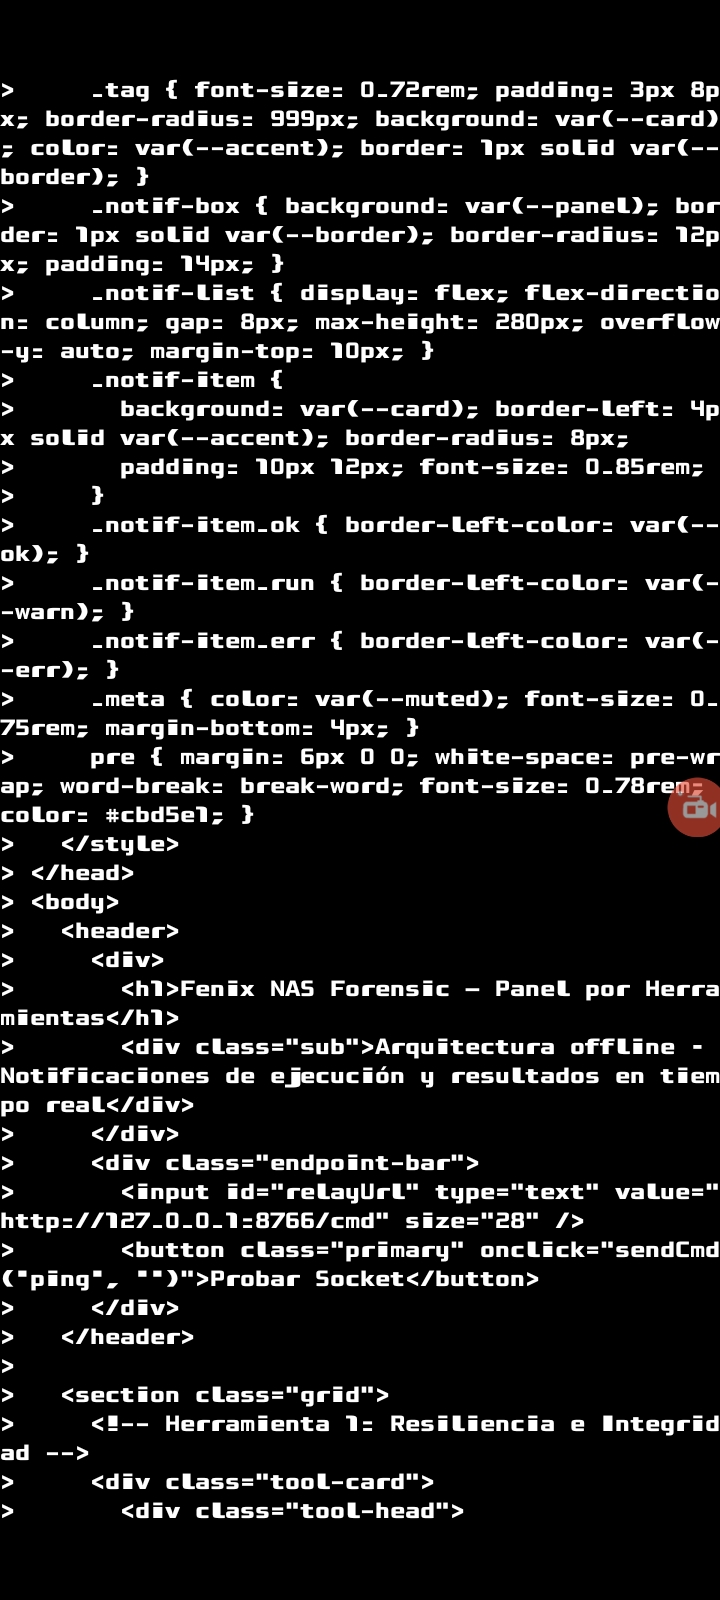 >     .tag { font-size: 0.72rem; padding: 3px 8p
x; border-radius: 999px; background: var(--card)
; color: var(--accent); border: 1px solid var(--
border); }
>     .notif-box { background: var(--panel); bor
der: 1px solid var(--border); border-radius: 12p
x; padding: 14px; }
>     .notif-list { display: flex; flex-directio
n: column; gap: 8px; max-height: 280px; overflow
-y: auto; margin-top: 10px; }
>     .notif-item {
>       background: var(--card); border-left: 4p
x solid var(--accent); border-radius: 8px;
>       padding: 10px 12px; font-size: 0.85rem;
>     }
>     .notif-item.ok { border-left-color: var(--
ok); }
>     .notif-item.run { border-left-color: var(-
-warn); }
>     .notif-item.err { border-left-color: var(-
-err); }
>     .meta { color: var(--muted); font-size: 0.
75rem; margin-bottom: 4px; }
>     pre { margin: 6px 0 0; white-space: pre-wr
ap; word-break: break-word; font-size: 0.78rem;
color: #cbd5e1; }
>   </style>
> </head>
> <body>
>   <header>
>     <div>
>       <h1>Fenix NAS Forensic — Panel por Herra
mientas</h1>
>       <div class="sub">Arquitectura offline -
Notificaciones de ejecución y resultados en tiem
po real</div>
>     </div>
>     <div class="endpoint-bar">
>       <input id="relayUrl" type="text" value="
http://127.0.0.1:8766/cmd" size="28" />
>       <button class="primary" onclick="sendCmd
('ping', '')">Probar Socket</button>
>     </div>
>   </header>
>
>   <section class="grid">
>     <!-- Herramienta 1: Resiliencia e Integrid
ad -->
>     <div class="tool-card">
>       <div class="tool-head">